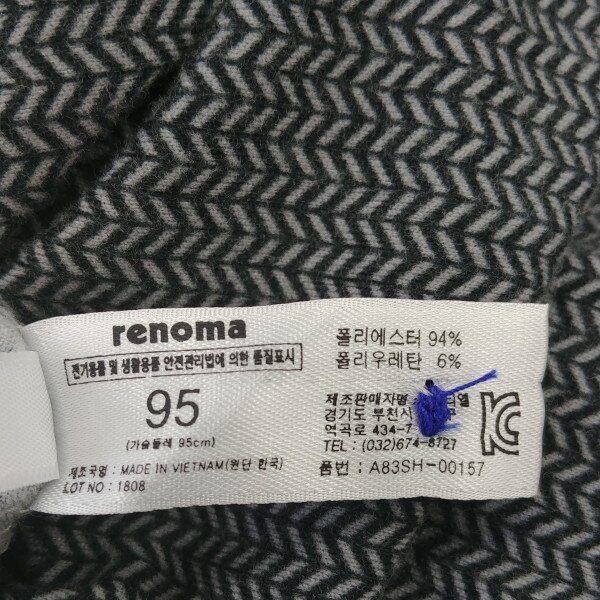 renoma
전기용품 및 생활용품 안전관리법에 의한 품질표시
95
(가슴둘레 95cm)
제조국명: MADE IN VIETNAM(원단 한국)
LOT NO: 1808
폴리에스터 94%
폴리우레탄 6%
제조판매자명
경기도 부천시
역곡로 434-7
TEL: (032)674-8727
품번: A83SH-00157